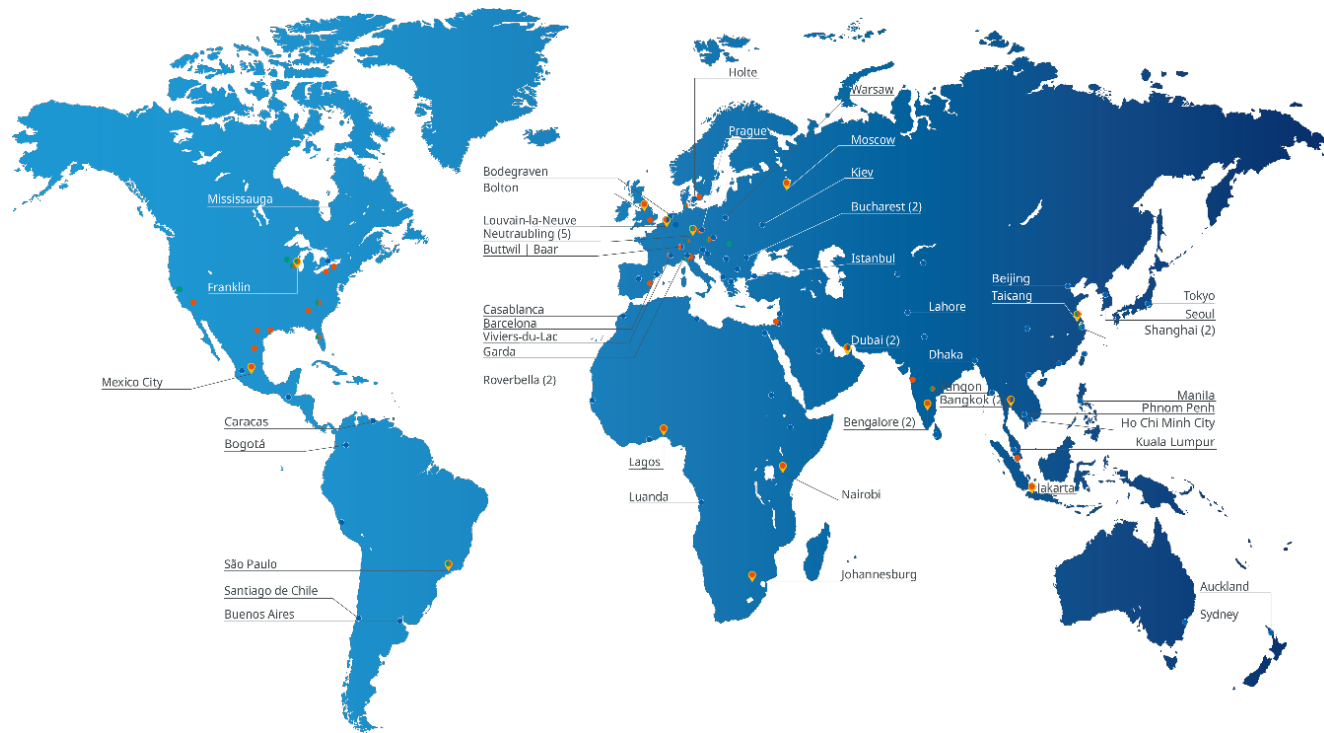 Holte
Warsaw
Prague
Moscow
Bodegraven
Kiev
Bolton
Mississauga
Bucharest (2)
Louvain-la-Neuve
Neutraubling (5)
Buttwil | Baar
Istanbul
Beijing
Franklin
Taicang
Tokyo
Casablanca
Lahore
Seoul
Barcelona
Shanghai (2)
Viviers-du-Lac
Dubai (2)
Garda
Dhaka
Roverbella (2)
Mexico City
Manila
Bangkok (2
Phnom Penh
Caracas
Bengalore (2)
Ho Chi Minh City
Bogotá
Kuala Lumpur
Lagos
Jakarta
Luanda
Nairobi
São Paulo
Johannesburg
Santiago de Chile
Auckland
Buenos Aires
Sydney